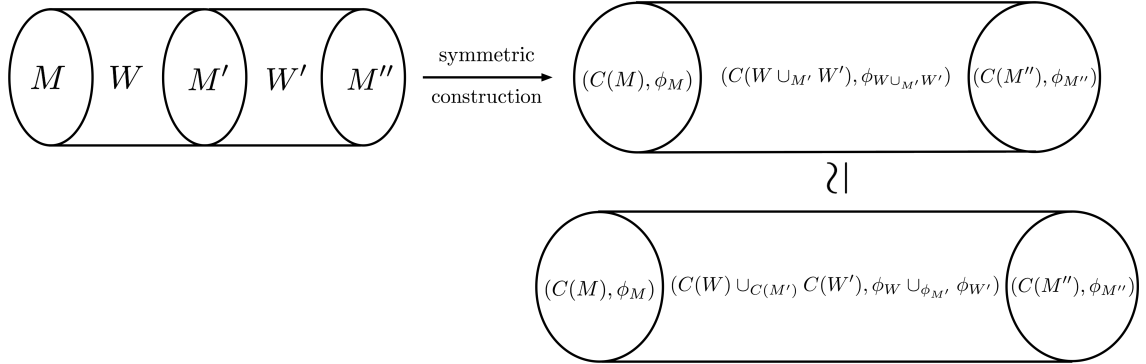 M W M′ W′ M″
symmetric
construction
(C(M), ϕ_M) (C(W ∪_{M′} W′), ϕ_{W∪_{M′}W′}) (C(M″), ϕ_{M″})
≃
(C(M), ϕ_M) (C(W) ∪_{C(M′)} C(W′), ϕ_W ∪_{ϕ_{M′}} ϕ_{W′}) (C(M″), ϕ_{M″})